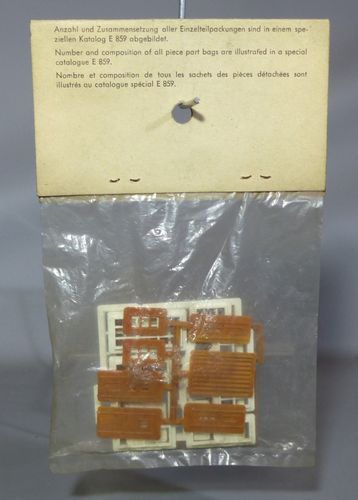 Anzahl und Zusammensetzung aller Einzelteilpackungen sind in einem spe-
ziellen Katalog E 859 abgebildet.
Number and composition of all piece part bags are illustrafed in a special
catalogue E 859.
Nombre et composition de tous les sachets des pièces détachées sont
illustrés au catalogue spécial E 859.